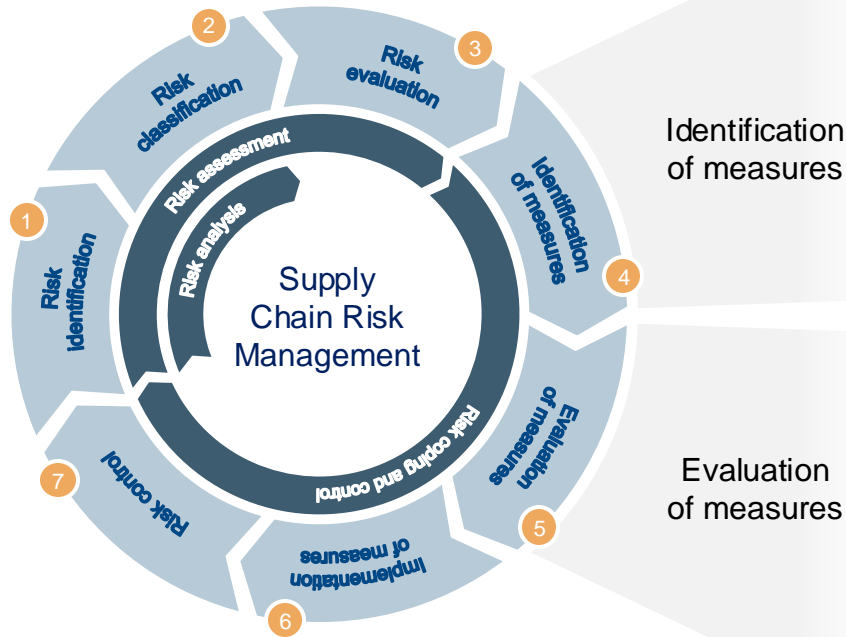 2
3
Risk
classification
Risk
evaluation
Identification
of measures
Risk assessment
Identification
of measures
1
Risk
identification
Risk analysis
4
Supply
Chain Risk
Management
Evaluation
of measures
Risk coping and control
Evaluation
of measures
7
Risk control
5
Implementation
of measures
6